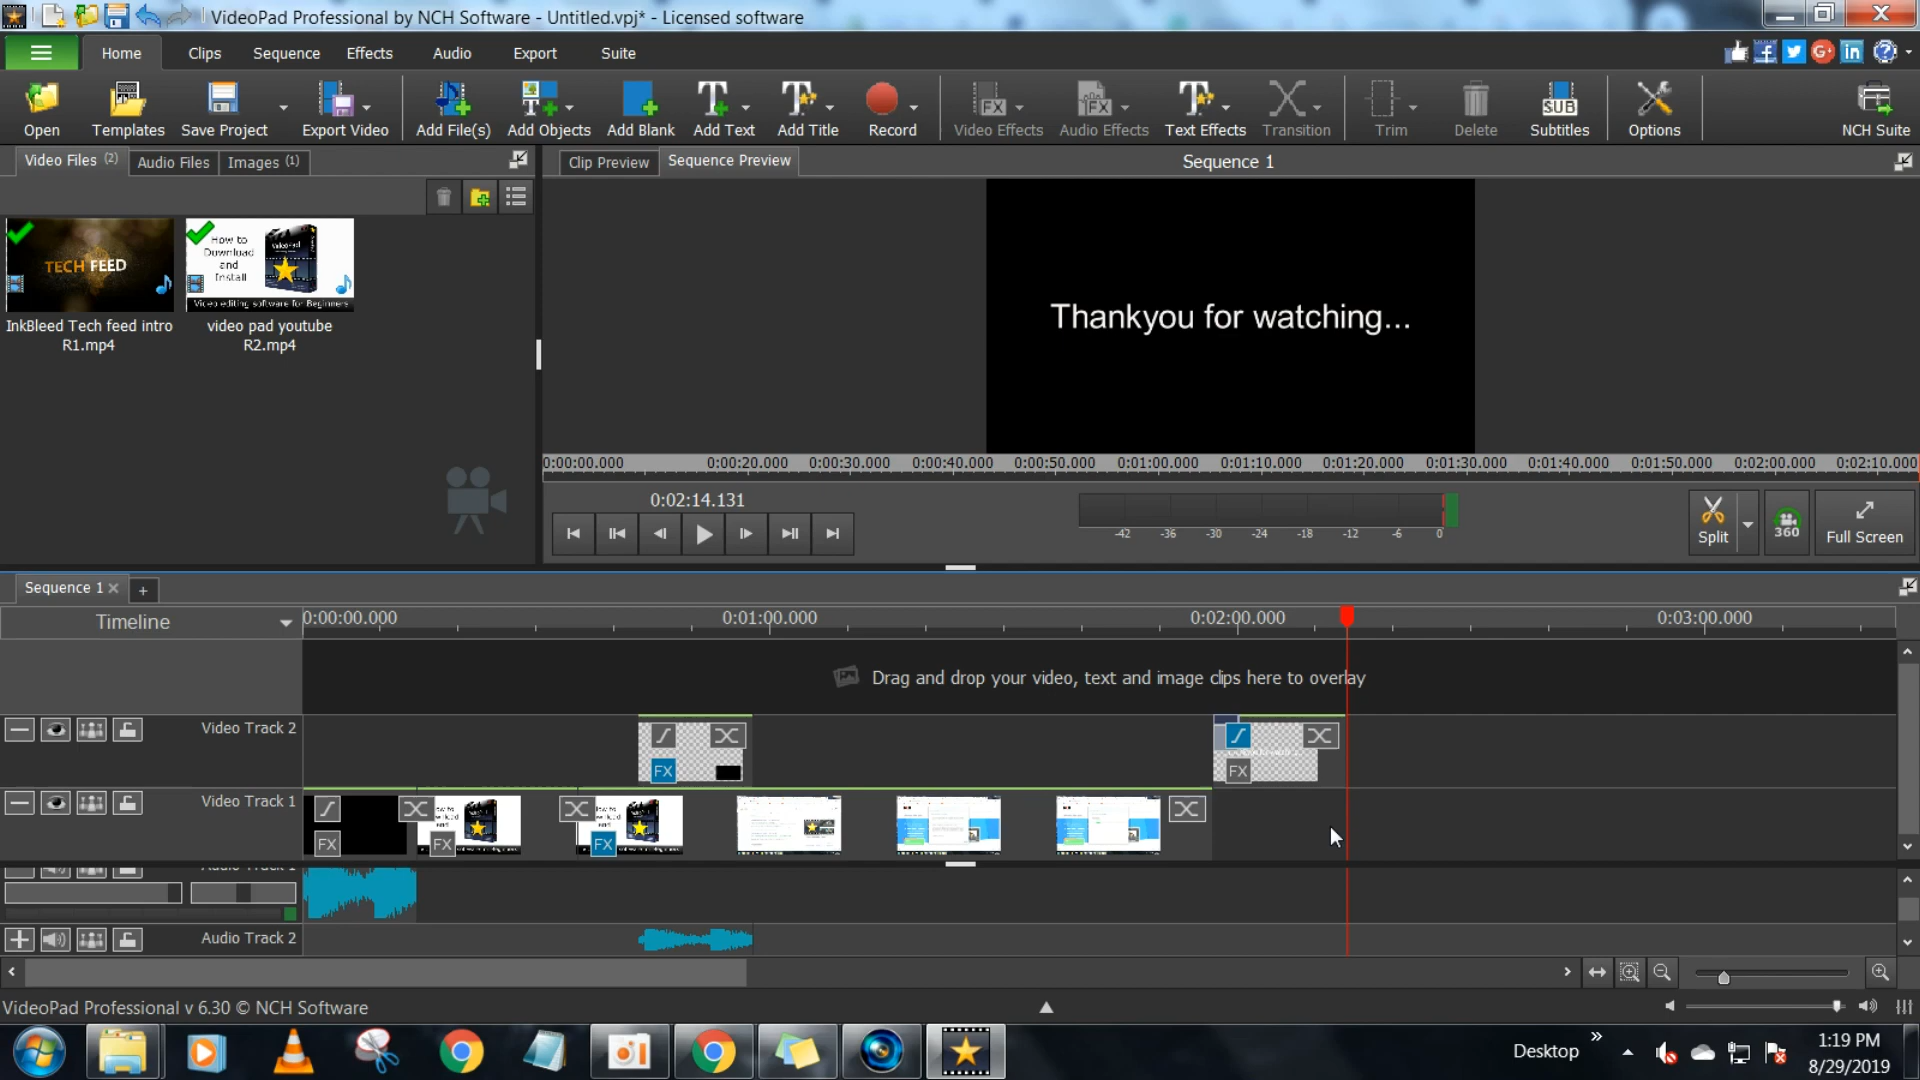 VideoPad Professional by NCH Software - Untitled.vpj* - Licensed software
Home Clips Sequence Effects Audio Export Suite
Open Templates Save Project Export Video Add File(s) Add Objects Add Blank Add Text Add Title Record Video Effects Audio Effects Text Effects Transition Trim Delete Subtitles Options NCH Suite
Video Files (2) Audio Files Images (1)
Clip Preview Sequence Preview Sequence 1
TECH FEED
How to
Download
and
Install
Video editing software for Beginners
InkBleed Tech feed intro
R1.mp4
video pad youtube
R2.mp4
Thankyou for watching...
0:00:00.000 0:00:20.000 0:00:30.000 0:00:40.000 0:00:50.000 0:01:00.000 0:01:10.000 0:01:20.000 0:01:30.000 0:01:40.000 0:01:50.000 0:02:00.000 0:02:10.000
0:02:14.131
-42 -36 -30 -24 -18 -12 -6 0
Split 360 Full Screen
Sequence 1
Timeline 0:00:00.000 0:01:00.000 0:02:00.000 0:03:00.000
Drag and drop your video, text and image clips here to overlay
Video Track 2
FX FX
Video Track 1
FX FX FX
Audio Track 2
VideoPad Professional v 6.30 © NCH Software
Desktop
1:19 PM
8/29/2019